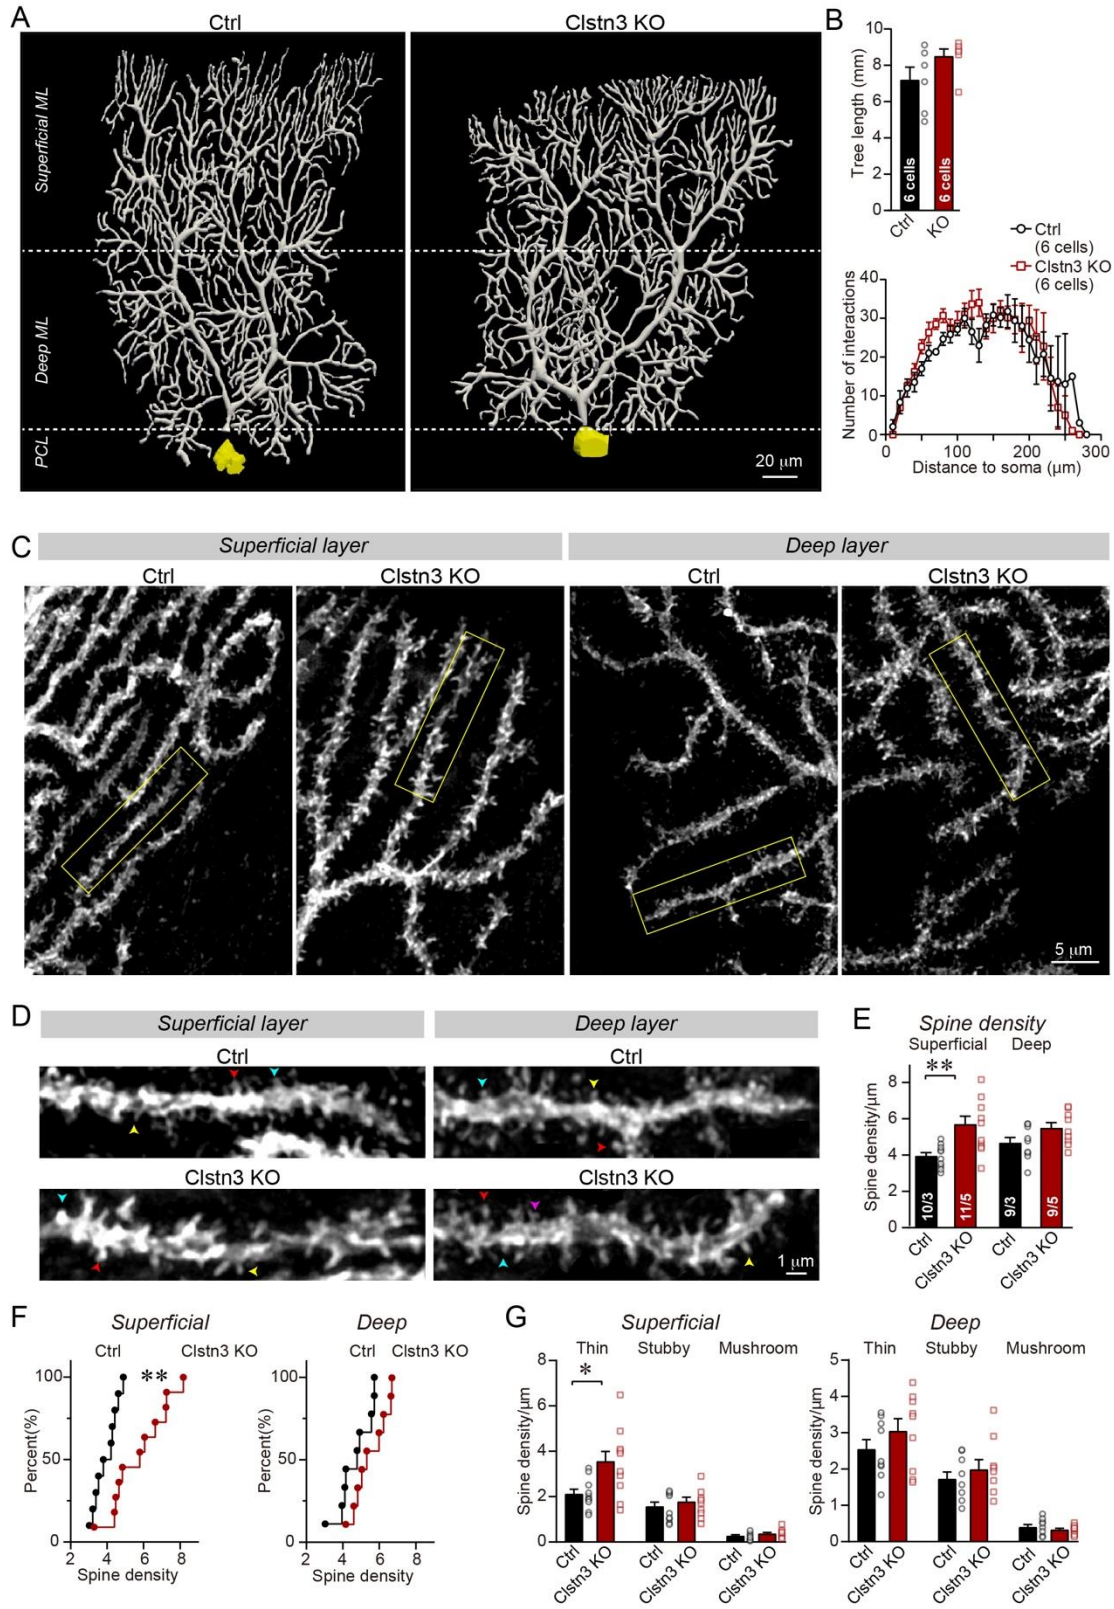 A
Ctrl
Clstn3 KO
Superficial ML
Deep ML
PCL
20 μm
B
Tree length (mm)
10
8
6
4
2
0
6 cells
6 cells
Ctrl
KO
Ctrl
(6 cells)
Clstn3 KO
(6 cells)
Number of interactions
40
30
20
10
0
0
100
200
300
Distance to soma (μm)
C
Superficial layer
Deep layer
Ctrl
Clstn3 KO
Ctrl
Clstn3 KO
5 μm
D
Superficial layer
Deep layer
Ctrl
Ctrl
Clstn3 KO
Clstn3 KO
1 μm
E
Spine density
Superficial
Deep
**
Spine density/μm
8
6
4
2
0
10/3
11/5
9/3
9/5
Ctrl
Clstn3 KO
Ctrl
Clstn3 KO
F
Superficial
Ctrl
Clstn3 KO
**
Percent(%)
100
50
0
2
4
6
8
Spine density
Deep
Ctrl
Clstn3 KO
Percent(%)
100
50
0
2
4
6
8
Spine density
G
Superficial
Thin
Stubby
Mushroom
*
Spine density/μm
8
6
4
2
0
Ctrl
Clstn3 KO
Ctrl
Clstn3 KO
Ctrl
Clstn3 KO
Deep
Thin
Stubby
Mushroom
Spine density/μm
5
4
3
2
1
0
Ctrl
Clstn3 KO
Ctrl
Clstn3 KO
Ctrl
Clstn3 KO